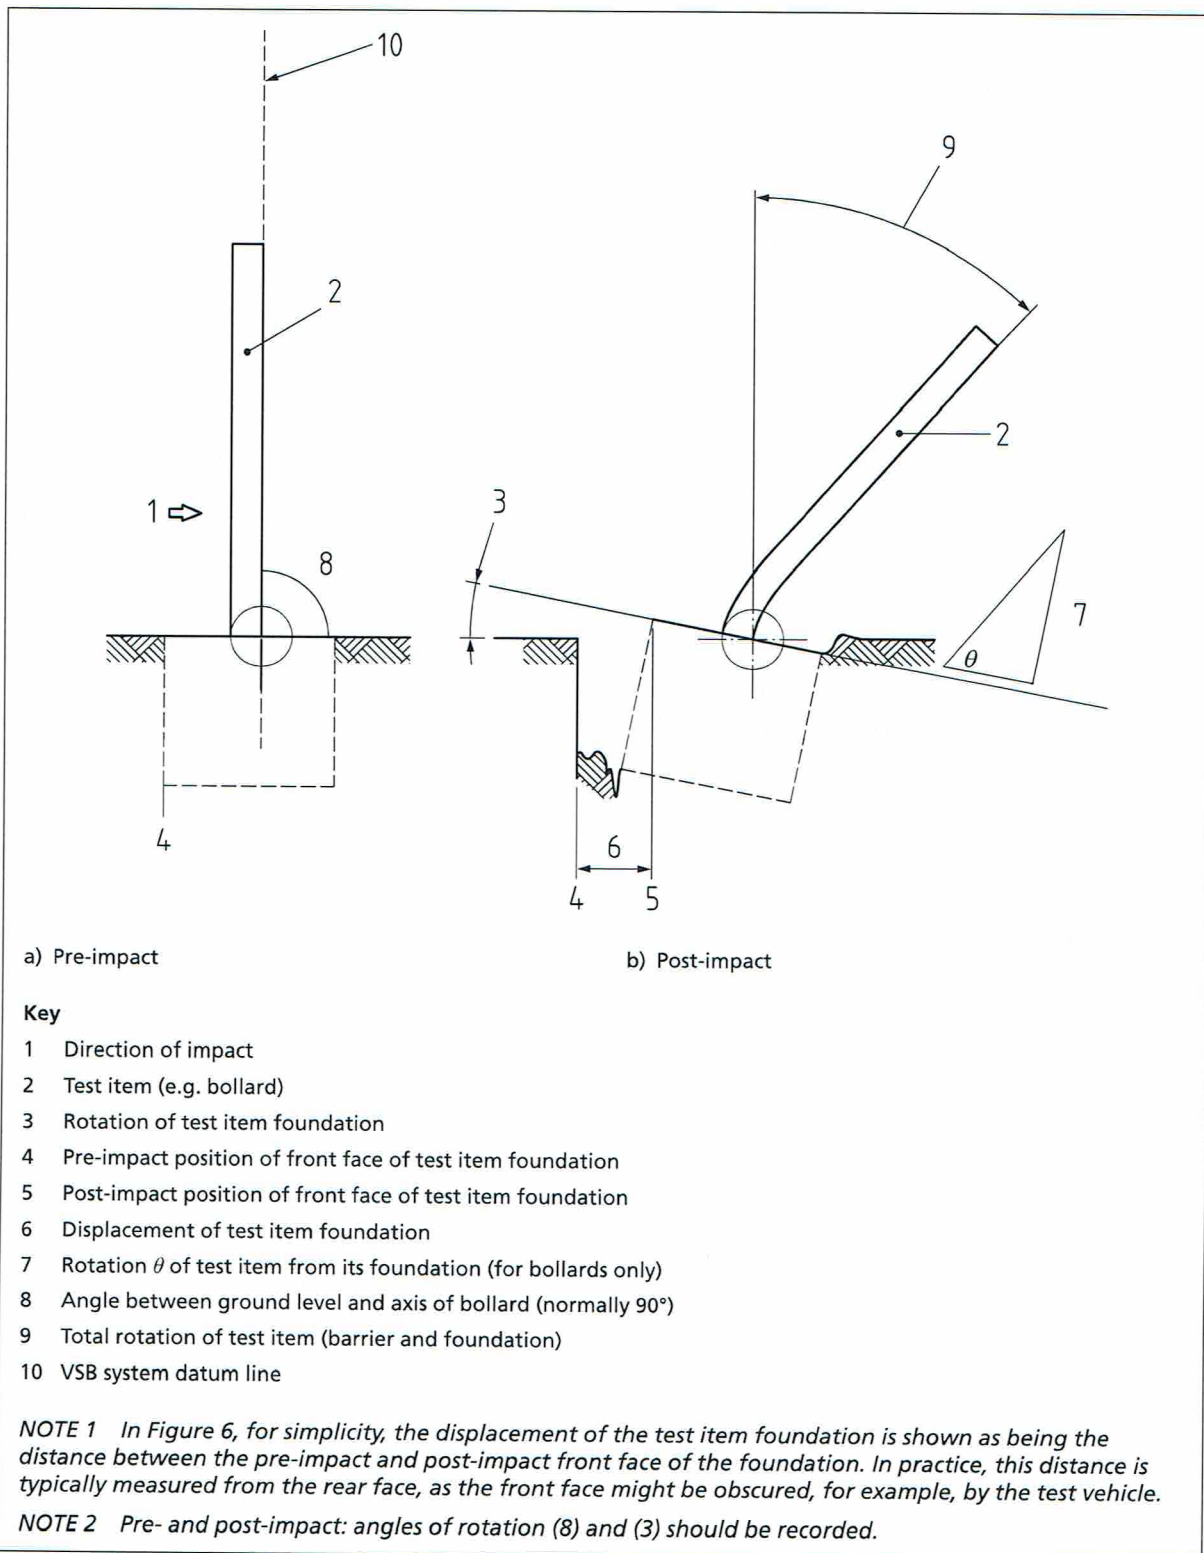 10
9
2
2
3
1
8
7
θ
6
4
4
5
a) Pre-impact
b) Post-impact
Key
1 Direction of impact
2 Test item (e.g. bollard)
3 Rotation of test item foundation
4 Pre-impact position of front face of test item foundation
5 Post-impact position of front face of test item foundation
6 Displacement of test item foundation
7 Rotation θ of test item from its foundation (for bollards only)
8 Angle between ground level and axis of bollard (normally 90°)
9 Total rotation of test item (barrier and foundation)
10 VSB system datum line
NOTE 1 In Figure 6, for simplicity, the displacement of the test item foundation is shown as being the
distance between the pre-impact and post-impact front face of the foundation. In practice, this distance is
typically measured from the rear face, as the front face might be obscured, for example, by the test vehicle.
NOTE 2 Pre- and post-impact: angles of rotation (8) and (3) should be recorded.